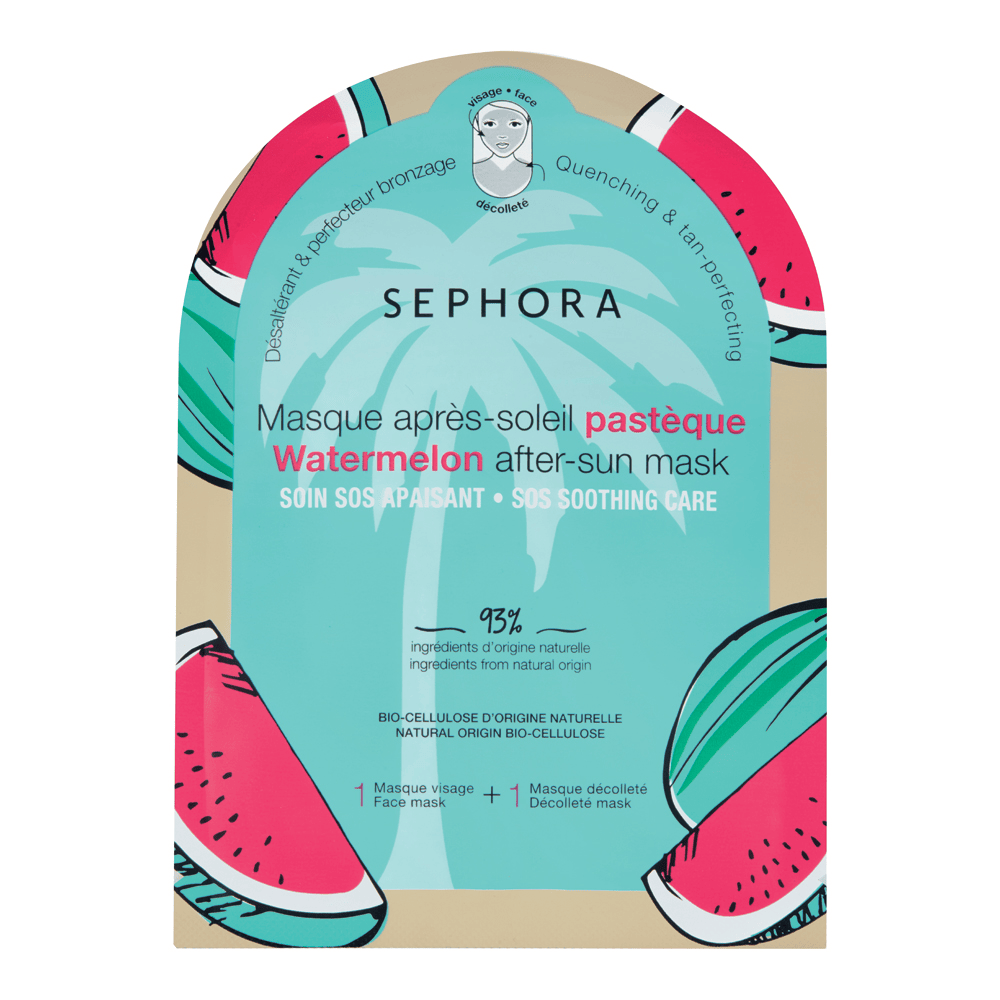 visage • face
décolleté
Désaltérant & perfecteur bronzage
Quenching & tan-perfecting
SEPHORA
Masque après-soleil pastèque
Watermelon after-sun mask
SOIN SOS APAISANT • SOS SOOTHING CARE
93%
ingrédients d'origine naturelle
ingredients from natural origin
BIO-CELLULOSE D'ORIGINE NATURELLE
NATURAL ORIGIN BIO-CELLULOSE
1 Masque visage + 1 Masque décolleté
Face mask Décolleté mask